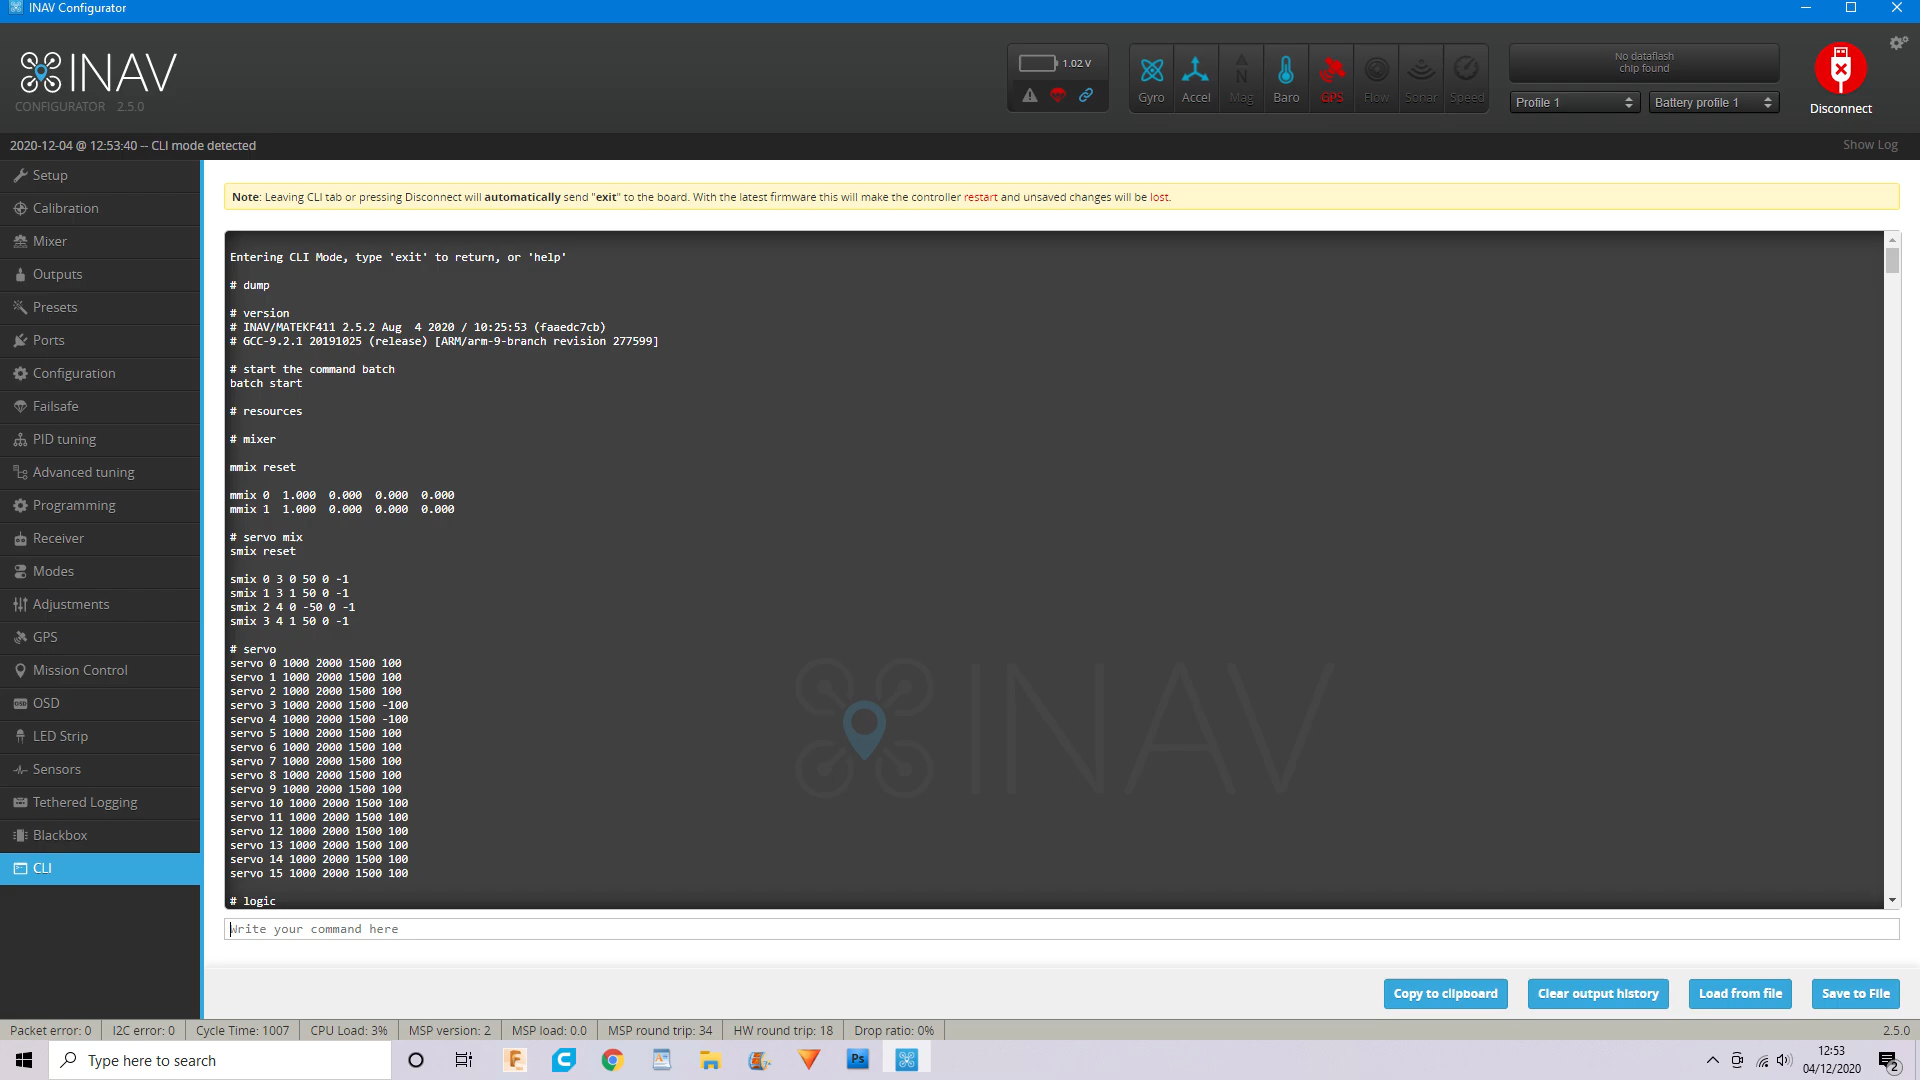 INAV Configurator
INAV
CONFIGURATOR 2.5.0
1.02 V
Gyro Accel Mag Baro GPS Flow Sonar Speed
No dataflash
chip found
Profile 1
Battery profile 1
Disconnect
2020-12-04 @ 12:53:40 -- CLI mode detected
Show Log
Setup
Calibration
Mixer
Outputs
Presets
Ports
Configuration
Failsafe
PID tuning
Advanced tuning
Programming
Receiver
Modes
Adjustments
GPS
Mission Control
OSD
LED Strip
Sensors
Tethered Logging
Blackbox
CLI
Note: Leaving CLI tab or pressing Disconnect will automatically send "exit" to the board. With the latest firmware this will make the controller restart and unsaved changes will be lost.
Entering CLI Mode, type 'exit' to return, or 'help'
# dump
# version
# INAV/MATEKF411 2.5.2 Aug  4 2020 / 10:25:53 (faaedc7cb)
# GCC-9.2.1 20191025 (release) [ARM/arm-9-branch revision 277599]
# start the command batch
batch start
# resources
# mixer
mmix reset
mmix 0  1.000  0.000  0.000  0.000
mmix 1  1.000  0.000  0.000  0.000
# servo mix
smix reset
smix 0 3 0 50 0 -1
smix 1 3 1 50 0 -1
smix 2 4 0 -50 0 -1
smix 3 4 1 50 0 -1
# servo
servo 0 1000 2000 1500 100
servo 1 1000 2000 1500 100
servo 2 1000 2000 1500 100
servo 3 1000 2000 1500 -100
servo 4 1000 2000 1500 -100
servo 5 1000 2000 1500 100
servo 6 1000 2000 1500 100
servo 7 1000 2000 1500 100
servo 8 1000 2000 1500 100
servo 9 1000 2000 1500 100
servo 10 1000 2000 1500 100
servo 11 1000 2000 1500 100
servo 12 1000 2000 1500 100
servo 13 1000 2000 1500 100
servo 14 1000 2000 1500 100
servo 15 1000 2000 1500 100
# logic
INAV
Write your command here
Copy to clipboard
Clear output history
Load from file
Save to File
Packet error: 0
I2C error: 0
Cycle Time: 1007
CPU Load: 3%
MSP version: 2
MSP load: 0.0
MSP round trip: 34
HW round trip: 18
Drop ratio: 0%
2.5.0
Type here to search
Ps
12:53
04/12/2020
2